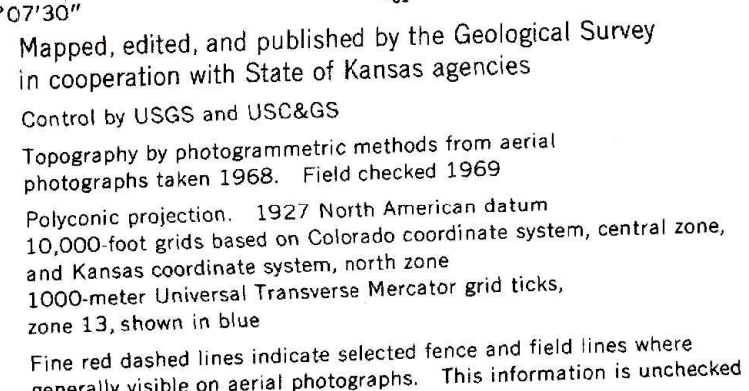 °07'30"
Mapped, edited, and published by the Geological Survey
in cooperation with State of Kansas agencies
Control by USGS and USC&GS
Topography by photogrammetric methods from aerial
photographs taken 1968. Field checked 1969
Polyconic projection. 1927 North American datum
10,000-foot grids based on Colorado coordinate system, central zone,
and Kansas coordinate system, north zone
1000-meter Universal Transverse Mercator grid ticks,
zone 13, shown in blue
Fine red dashed lines indicate selected fence and field lines where
generally visible on aerial photographs. This information is unchecked